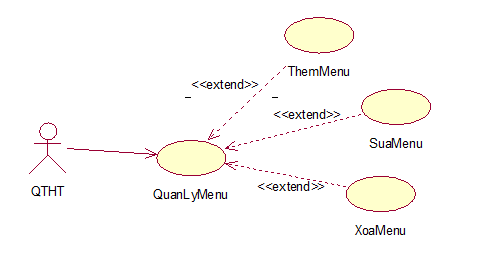 <<extend>>
ThemMenu
<<extend>>
SuaMenu
QTHT
QuanLyMenu
<<extend>>
XoaMenu